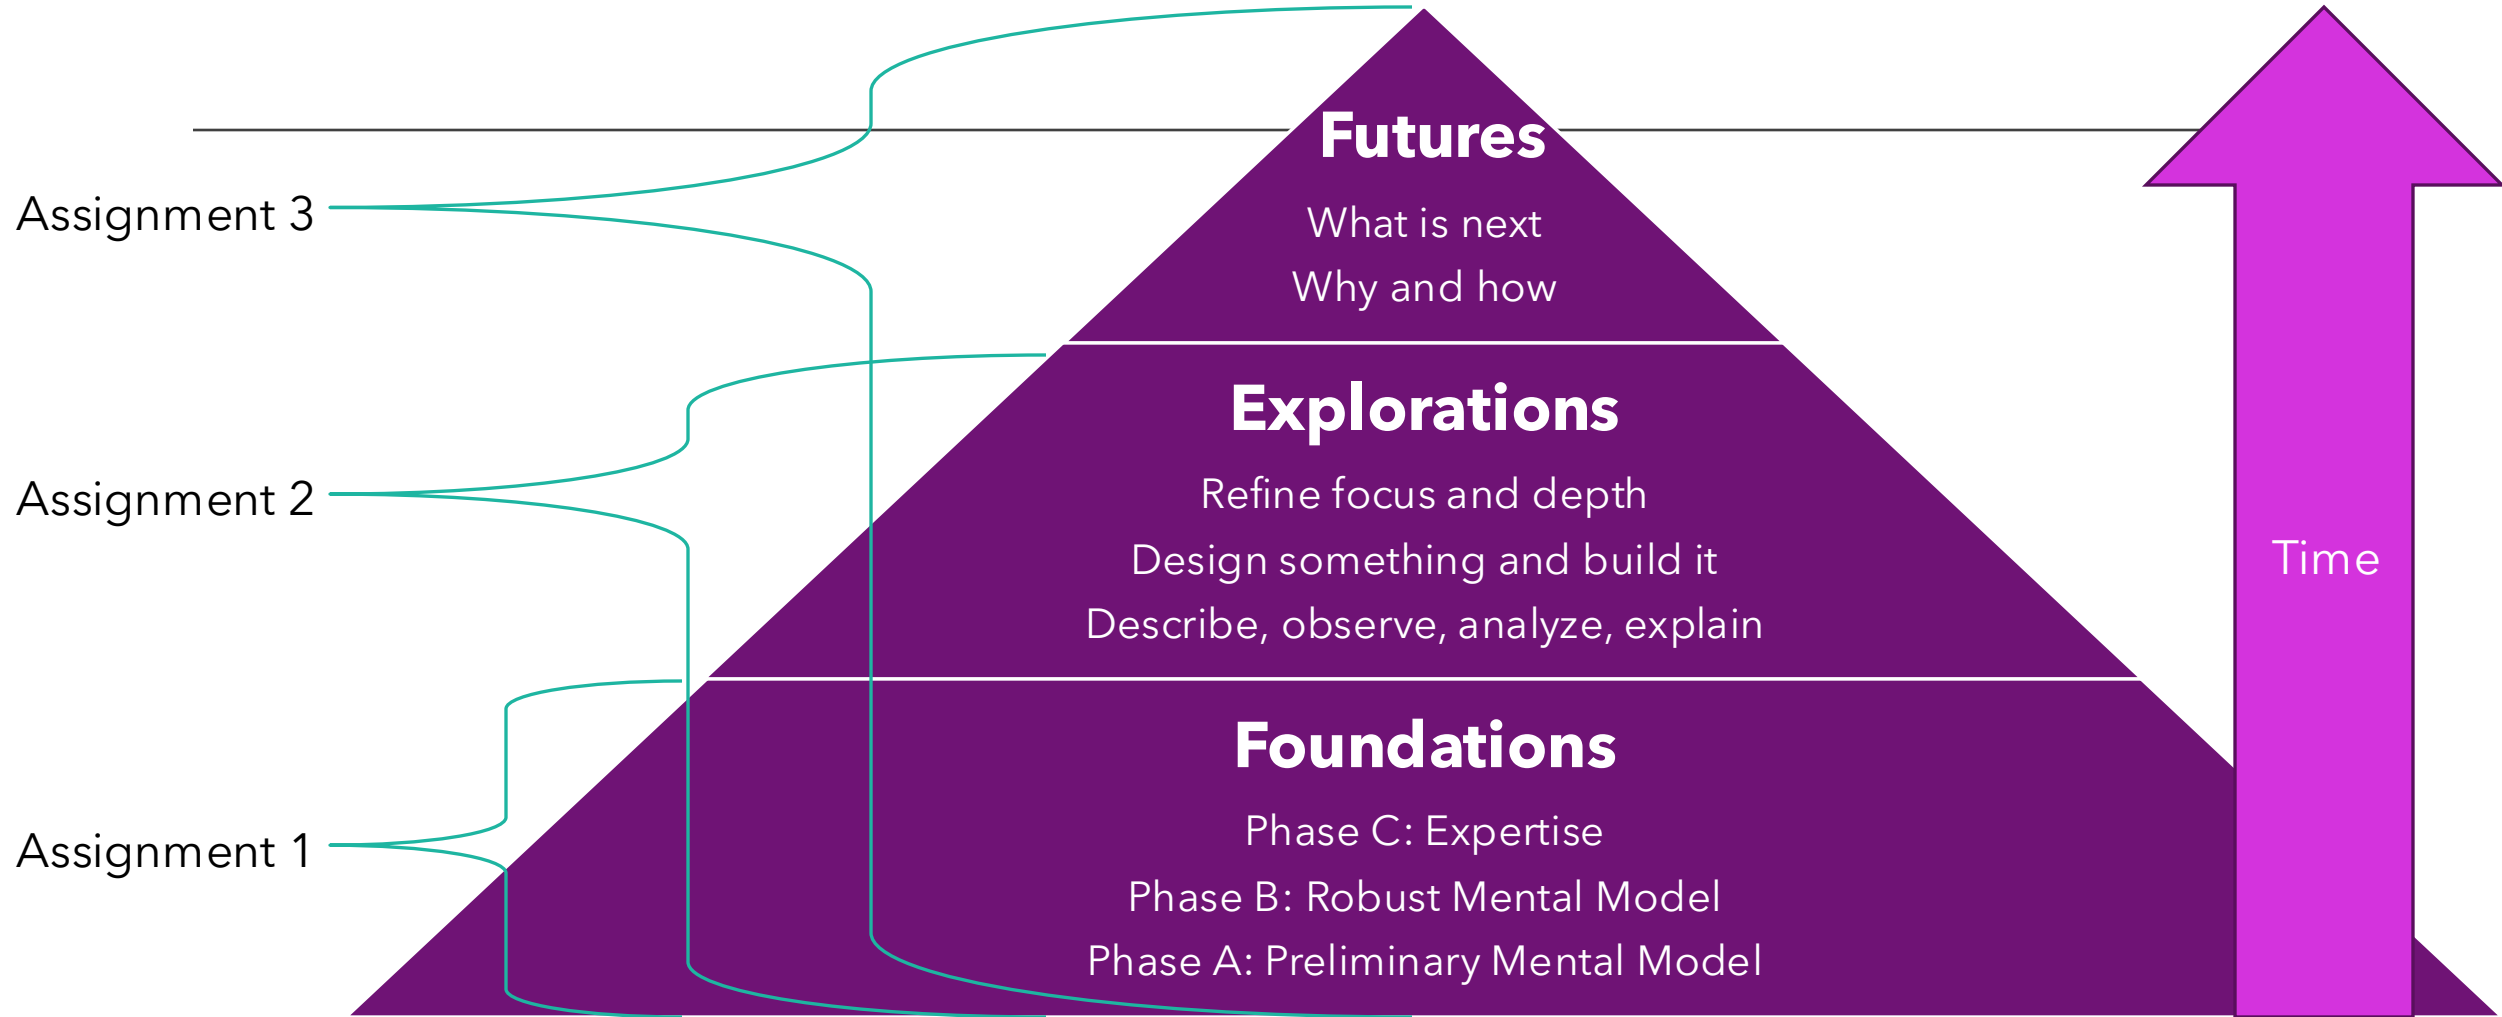 Futures
What is next
Why and how
Assignment 3
Explorations
Refine focus and depth
Design something and build it
Describe, observe, analyze, explain
Assignment 2
Foundations
Phase C: Expertise
Phase B: Robust Mental Model
Phase A: Preliminary Mental Model
Assignment 1
Time